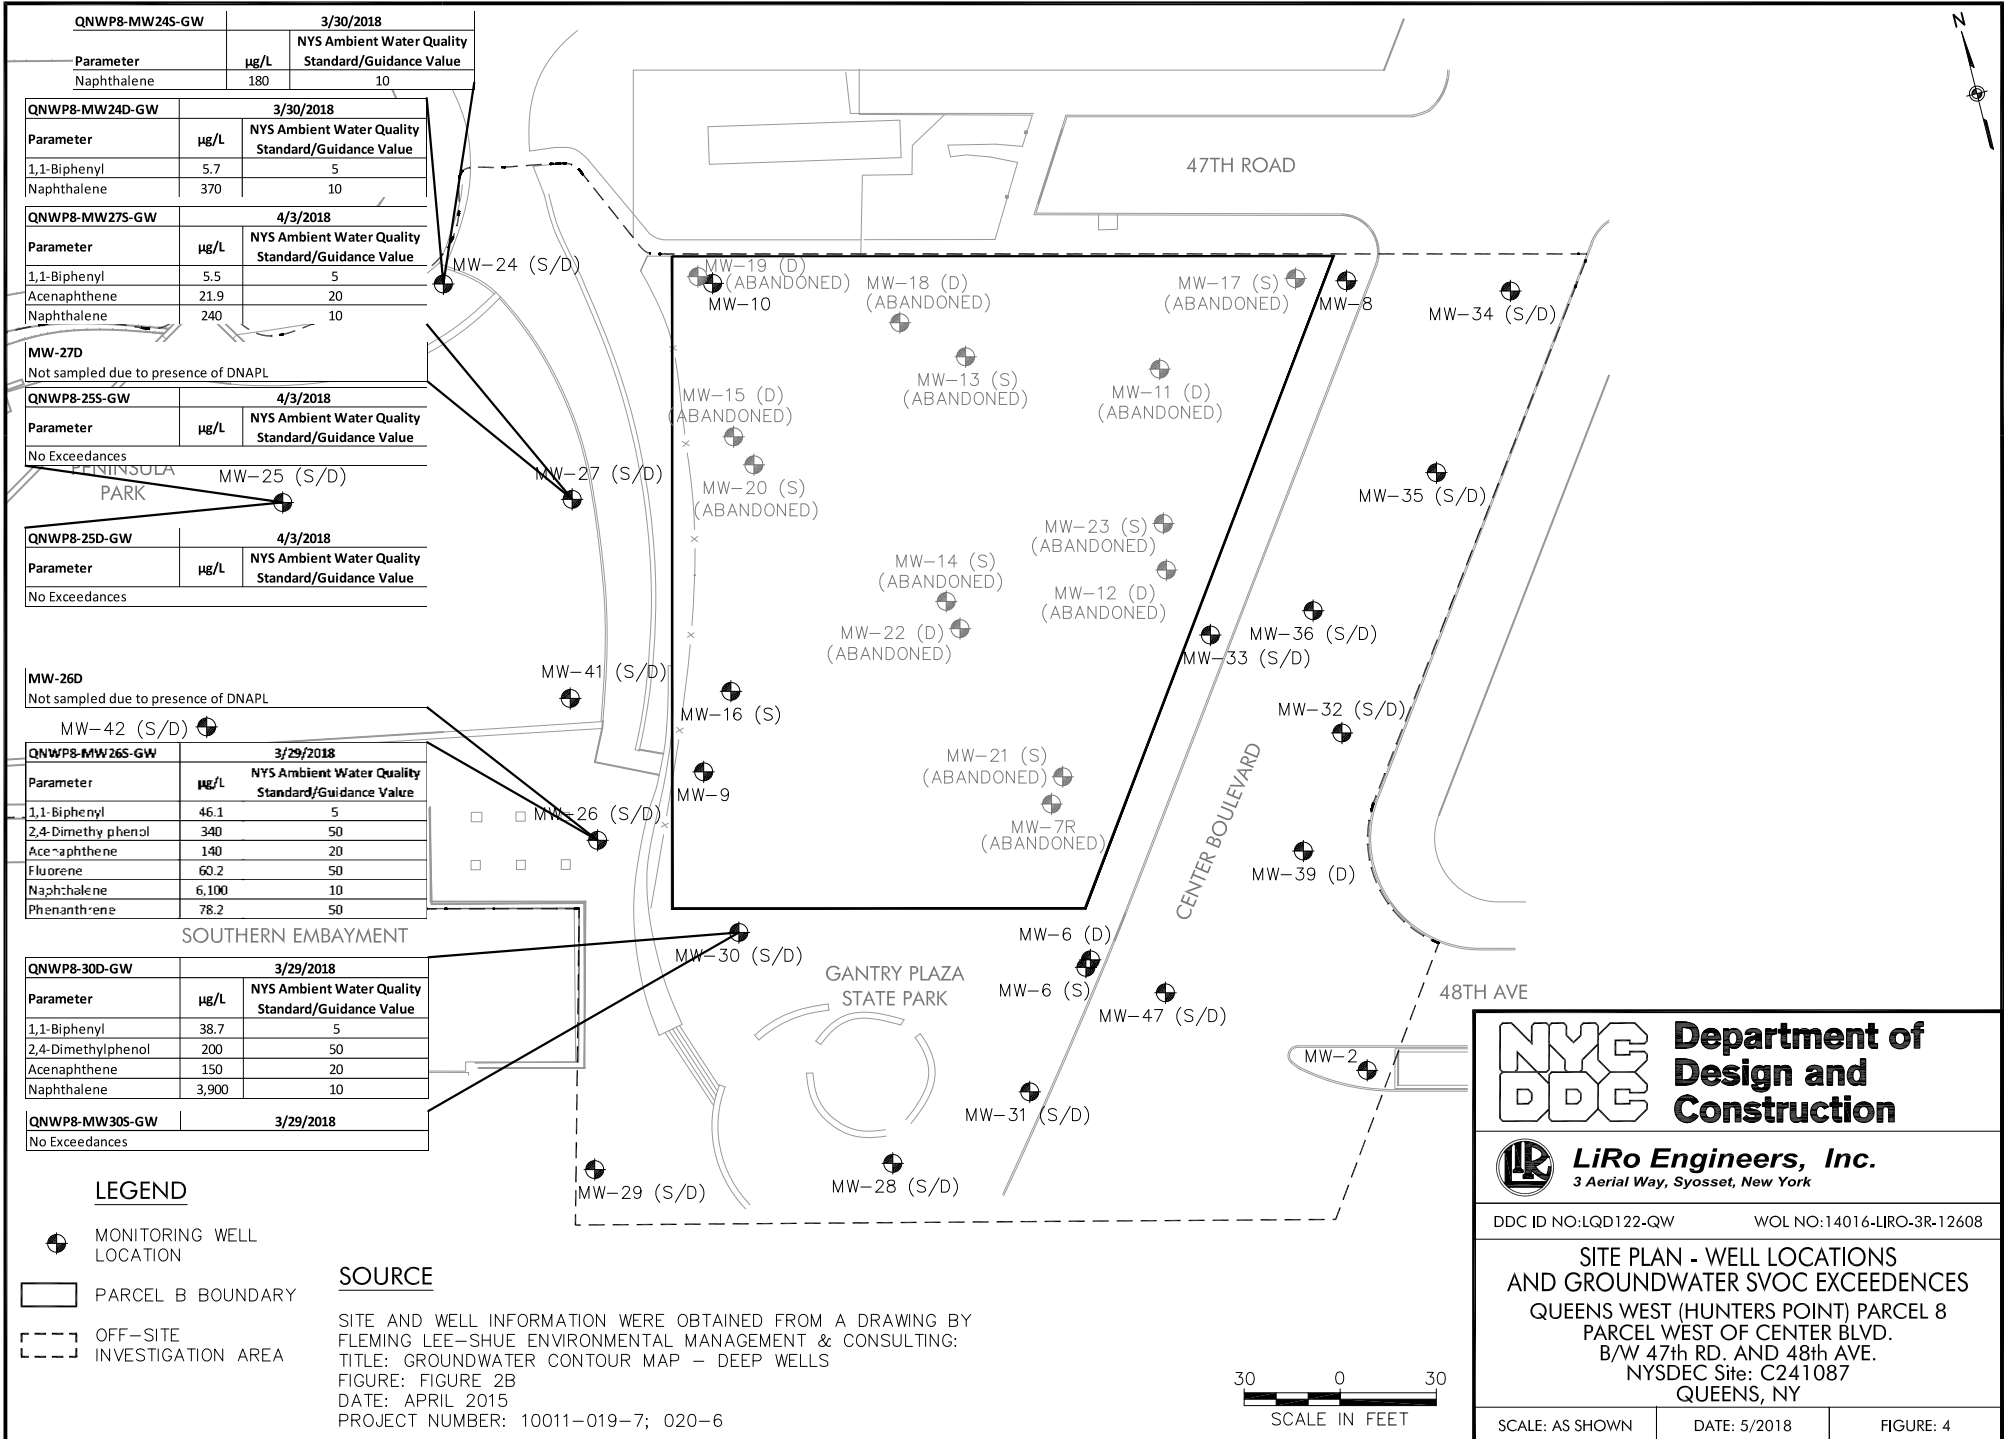 QNWP8-MW24S-GW 3/30/2018
Parameter µg/L NYS Ambient Water Quality Standard/Guidance Value
Naphthalene 180 10
QNWP8-MW24D-GW 3/30/2018
Parameter µg/L NYS Ambient Water Quality Standard/Guidance Value
1,1-Biphenyl 5.7 5
Naphthalene 370 10
QNWP8-MW27S-GW 4/3/2018
Parameter µg/L NYS Ambient Water Quality Standard/Guidance Value
1,1-Biphenyl 5.5 5
Acenaphthene 21.9 20
Naphthalene 240 10
MW-27D
Not sampled due to presence of DNAPL
QNWP8-25S-GW 4/3/2018
Parameter µg/L NYS Ambient Water Quality Standard/Guidance Value
No Exceedances
PENINSULA
PARK
QNWP8-25D-GW 4/3/2018
Parameter µg/L NYS Ambient Water Quality Standard/Guidance Value
No Exceedances
MW-26D
Not sampled due to presence of DNAPL
QNWP8-MW26S-GW 3/29/2018
Parameter µg/L NYS Ambient Water Quality Standard/Guidance Value
1,1-Biphenyl 46.1 5
2,4-Dimethy phenol 340 50
Acenaphthene 140 20
Fluorene 60.2 50
Naphthalene 6,100 10
Phenanthrene 78.2 50
SOUTHERN EMBAYMENT
QNWP8-30D-GW 3/29/2018
Parameter µg/L NYS Ambient Water Quality Standard/Guidance Value
1,1-Biphenyl 38.7 5
2,4-Dimethylphenol 200 50
Acenaphthene 150 20
Naphthalene 3,900 10
QNWP8-MW30S-GW 3/29/2018
No Exceedances
N
47TH ROAD
MW-24 (S/D)
MW-19 (D)
(ABANDONED)
MW-10
MW-18 (D)
(ABANDONED)
MW-17 (S)
(ABANDONED)
MW-8
MW-34 (S/D)
MW-13 (S)
(ABANDONED)
MW-11 (D)
(ABANDONED)
MW-15 (D)
(ABANDONED)
MW-25 (S/D)
MW-27 (S/D)
MW-20 (S)
(ABANDONED)
MW-35 (S/D)
MW-23 (S)
(ABANDONED)
MW-14 (S)
(ABANDONED)
MW-12 (D)
(ABANDONED)
MW-22 (D)
(ABANDONED)
MW-36 (S/D)
MW-33 (S/D)
MW-41 (S/D)
MW-16 (S)
MW-32 (S/D)
MW-42 (S/D)
MW-21 (S)
(ABANDONED)
MW-9
MW-26 (S/D)
MW-7R
(ABANDONED)
CENTER BOULEVARD
MW-39 (D)
MW-30 (S/D)
MW-6 (D)
MW-6 (S)
GANTRY PLAZA
STATE PARK
MW-47 (S/D)
48TH AVE
MW-2
MW-31 (S/D)
MW-29 (S/D)
MW-28 (S/D)
LEGEND
MONITORING WELL
LOCATION
PARCEL B BOUNDARY
OFF-SITE
INVESTIGATION AREA
SOURCE
SITE AND WELL INFORMATION WERE OBTAINED FROM A DRAWING BY
FLEMING LEE-SHUE ENVIRONMENTAL MANAGEMENT & CONSULTING:
TITLE: GROUNDWATER CONTOUR MAP - DEEP WELLS
FIGURE: FIGURE 2B
DATE: APRIL 2015
PROJECT NUMBER: 10011-019-7; 020-6
30 0 30
SCALE IN FEET
NYC
DDC
Department of
Design and
Construction
LiRo
LiRo Engineers, Inc.
3 Aerial Way, Syosset, New York
DDC ID NO:LQD122-QW WOL NO:14016-LIRO-3R-12608
SITE PLAN - WELL LOCATIONS
AND GROUNDWATER SVOC EXCEEDENCES
QUEENS WEST (HUNTERS POINT) PARCEL 8
PARCEL WEST OF CENTER BLVD.
B/W 47th RD. AND 48th AVE.
NYSDEC Site: C241087
QUEENS, NY
SCALE: AS SHOWN DATE: 5/2018 FIGURE: 4